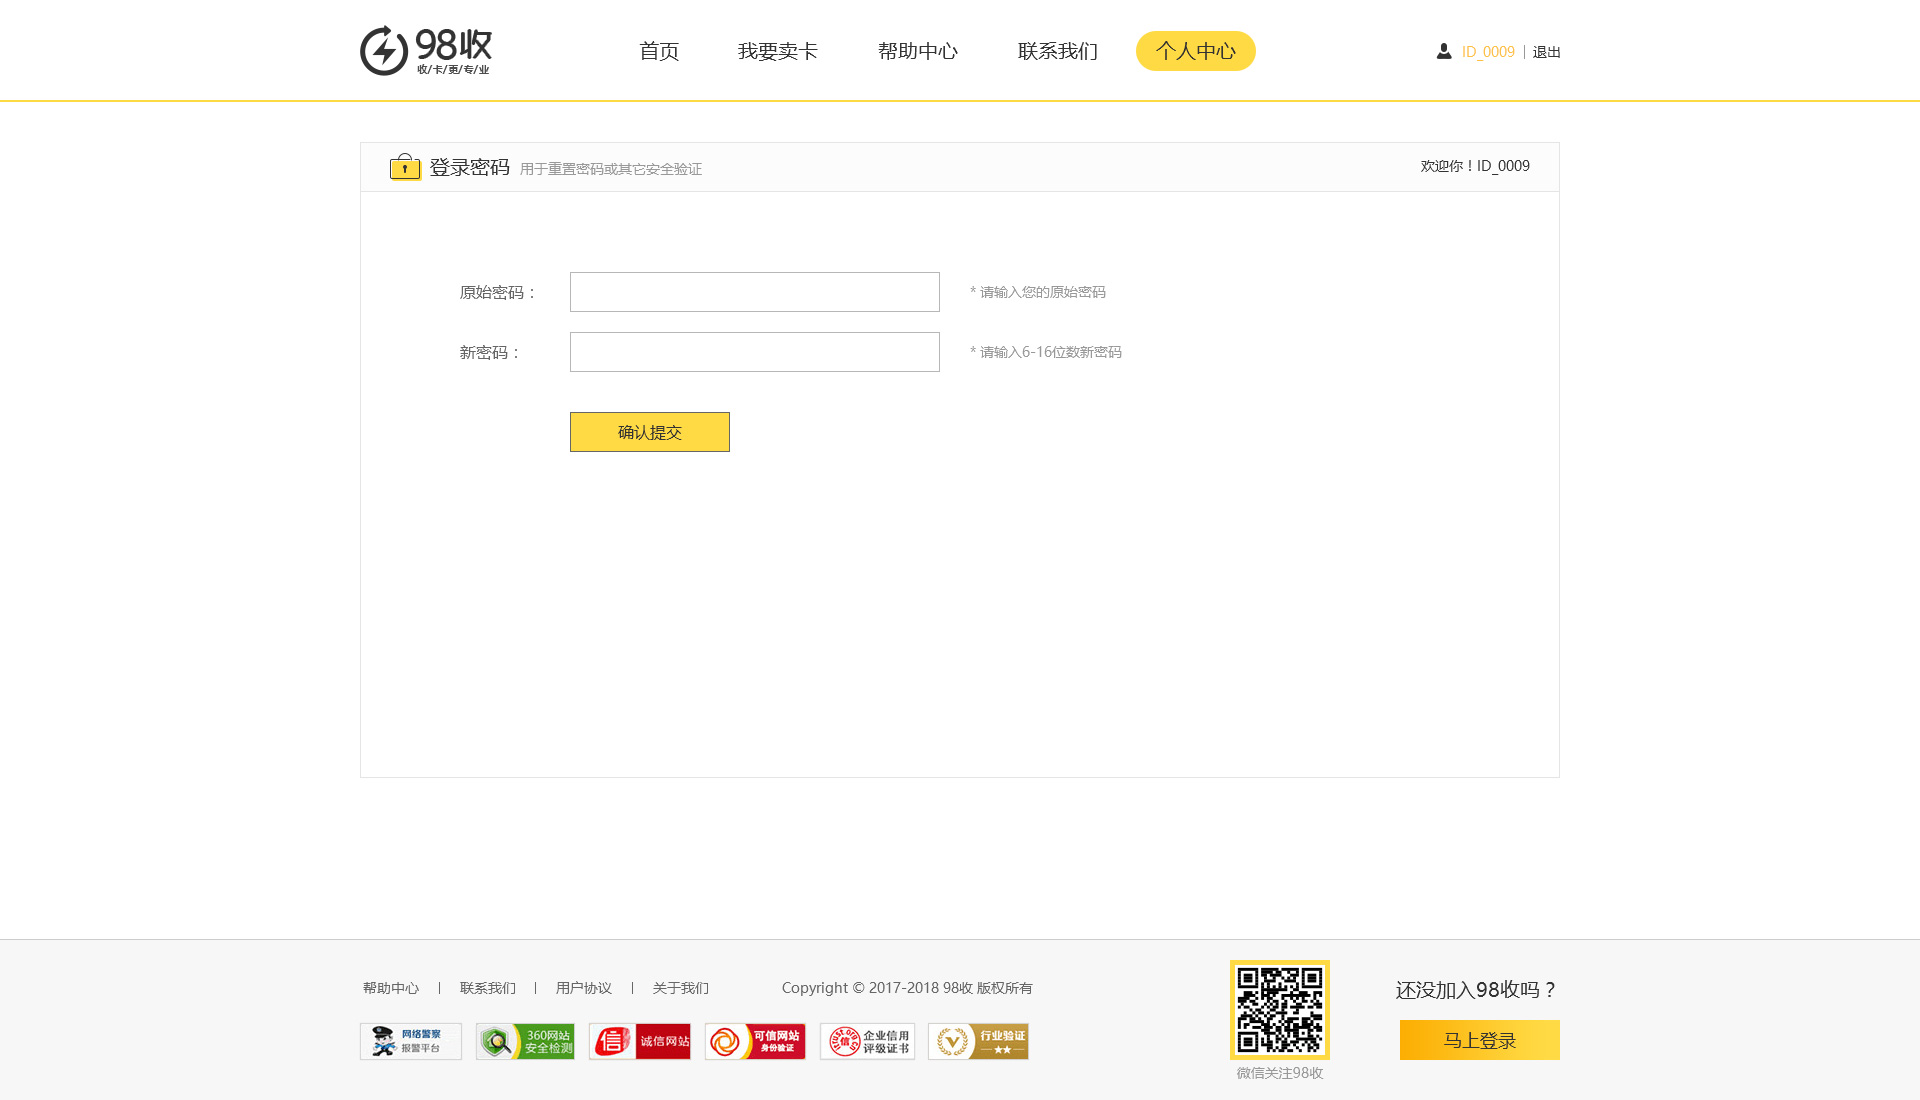 98收
收/卡/更/专/业
首页 我要卖卡 帮助中心 联系我们 个人中心
ID_0009 | 退出
登录密码 用于重置密码或其它安全验证
欢迎你！ID_0009
原始密码：
* 请输入您的原始密码
新密码：
* 请输入6-16位数新密码
确认提交
帮助中心 | 联系我们 | 用户协议 | 关于我们
Copyright © 2017-2018 98收 版权所有
网络警察
报警平台
360网站
安全检测
信 诚信网站
可信网站
身份验证
信
企业信用
评级证书
行业验证
微信关注98收
还没加入98收吗？
马上登录